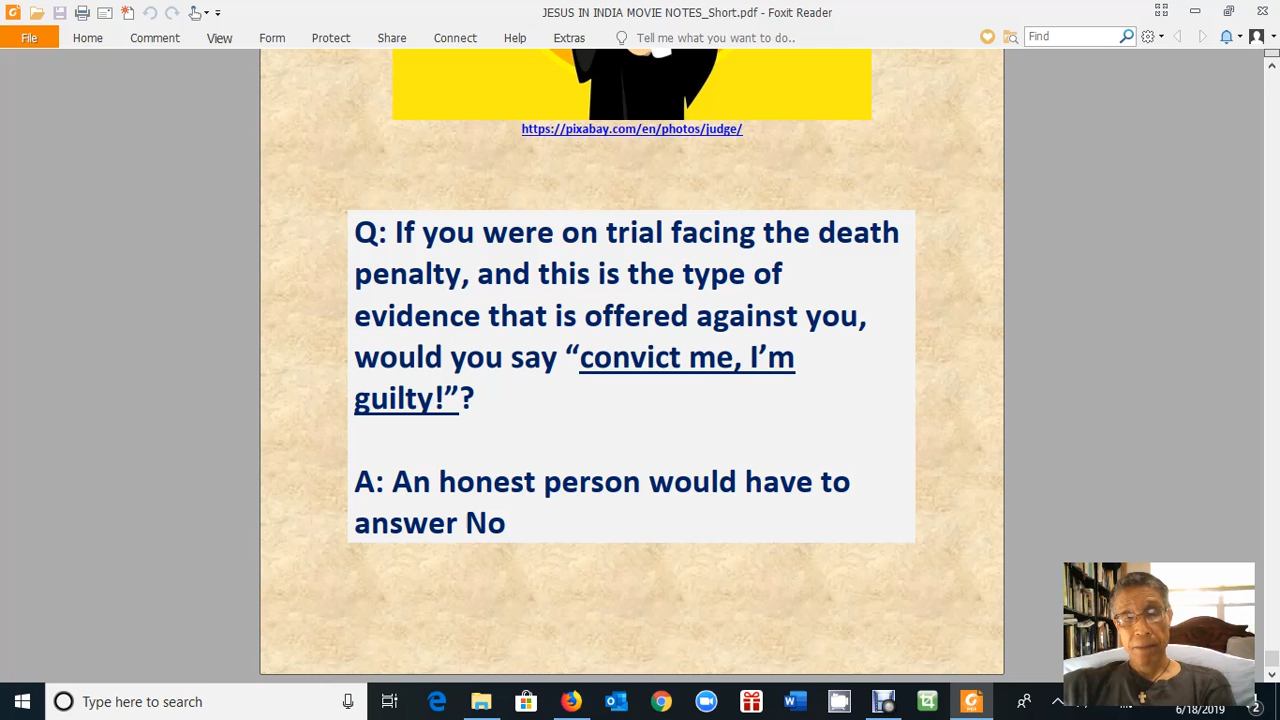 JESUS IN INDIA MOVIE NOTES_Short.pdf - Foxit Reader
File Home Comment View Form Protect Share Connect Help Extras Tell me what you want to do.. Find
https://pixabay.com/en/photos/judge/
Q: If you were on trial facing the death
penalty, and this is the type of
evidence that is offered against you,
would you say “convict me, I’m
guilty!”?
A: An honest person would have to
answer No
Type here to search
6/18/2019
2